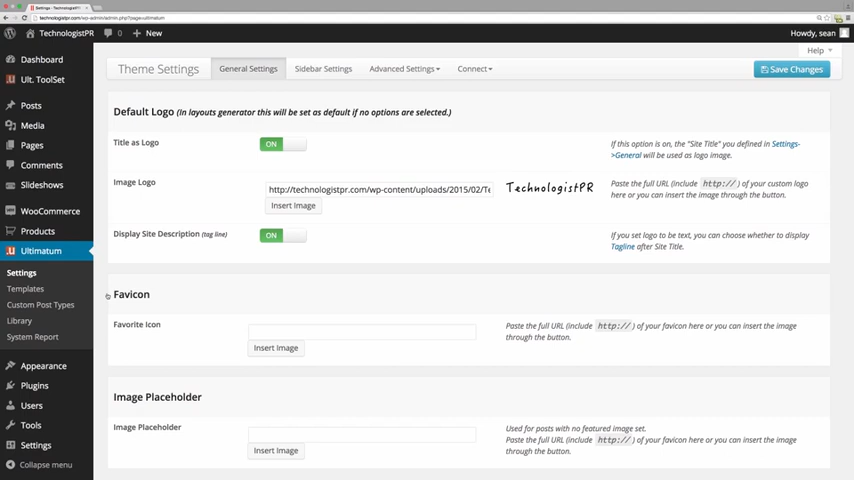 Settings ‹ TechnologistPR
technologistpr.com/wp-admin/admin.php?page=ultimatum
TechnologistPR
0
New
Howdy, sean
Help
Dashboard
Ult. ToolSet
Posts
Media
Pages
Comments
Slideshows
WooCommerce
Products
Ultimatum
Settings
Templates
Custom Post Types
Library
System Report
Appearance
Plugins
Users
Tools
Settings
Collapse menu
Theme Settings
General Settings
Sidebar Settings
Advanced Settings
Connect
Save Changes
Default Logo (In layouts generator this will be set as default if no options are selected.)
Title as Logo
ON
If this option is on, the "Site Title" you defined in Settings-
>General will be used as logo image.
Image Logo
http://technologistpr.com/wp-content/uploads/2015/02/Te
Insert Image
TechnologistPR
Paste the full URL (include http:// ) of your custom logo
here or you can insert the image through the button.
Display Site Description (tag line)
ON
If you set logo to be text, you can choose whether to display
Tagline after Site Title.
Favicon
Favorite Icon
Insert Image
Paste the full URL (include http:// ) of your favicon here or you can insert the image
through the button.
Image Placeholder
Image Placeholder
Insert Image
Used for posts with no featured image set.
Paste the full URL (include http:// ) of your favicon here or you can insert the image
through the button.